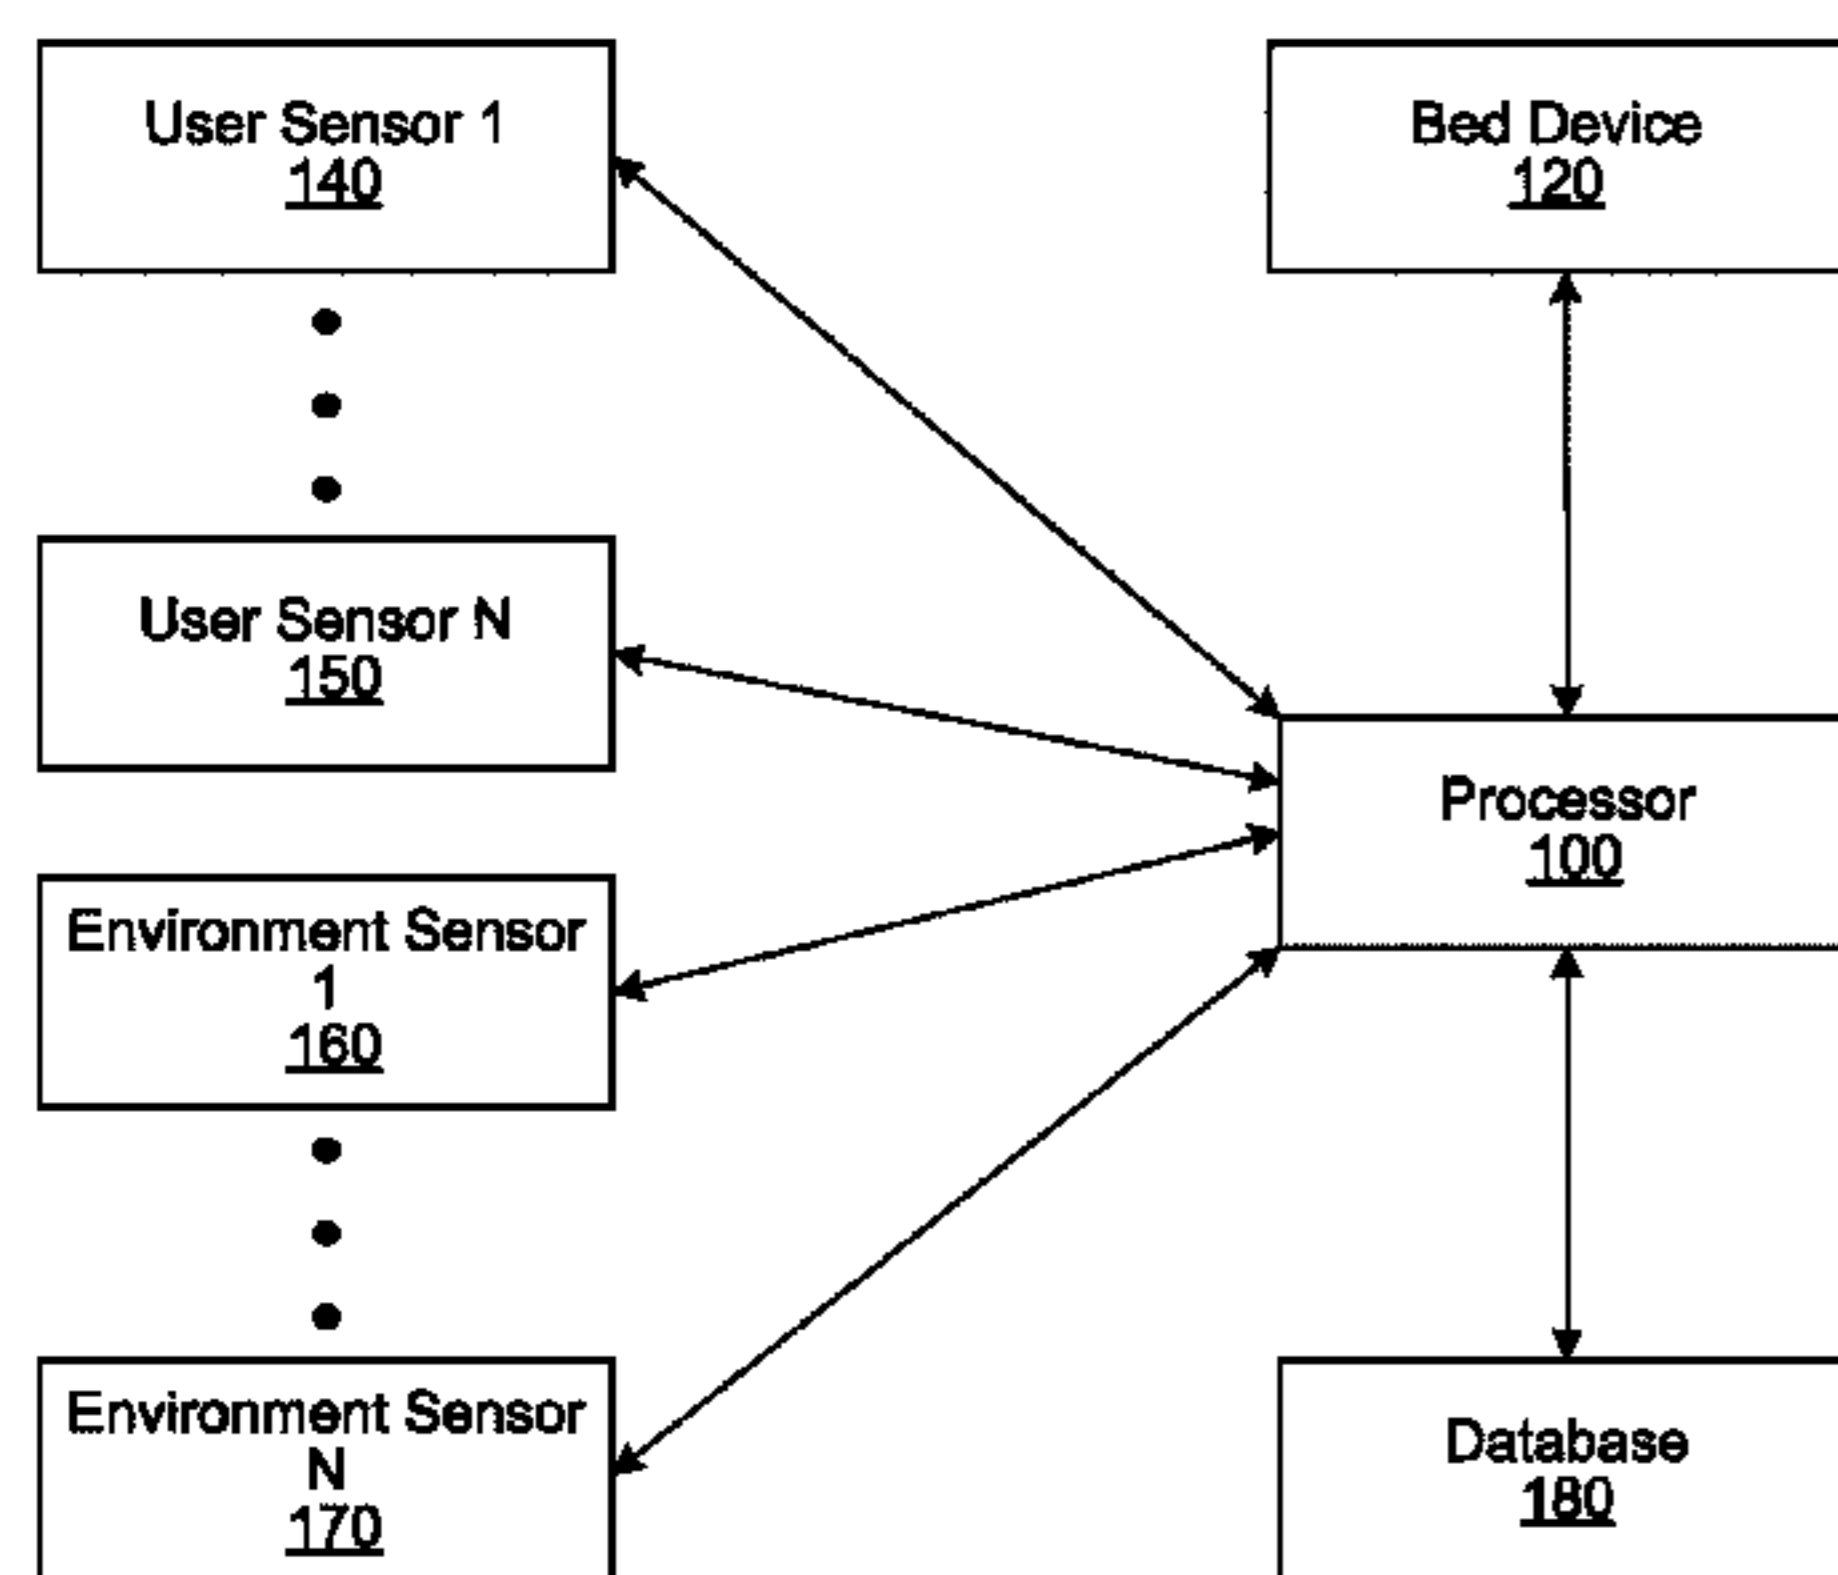 User Sensor 1
140
Bed Device
120
User Sensor N
150
Processor
100
Environment Sensor
1
160
Environment Sensor
N
170
Database
180